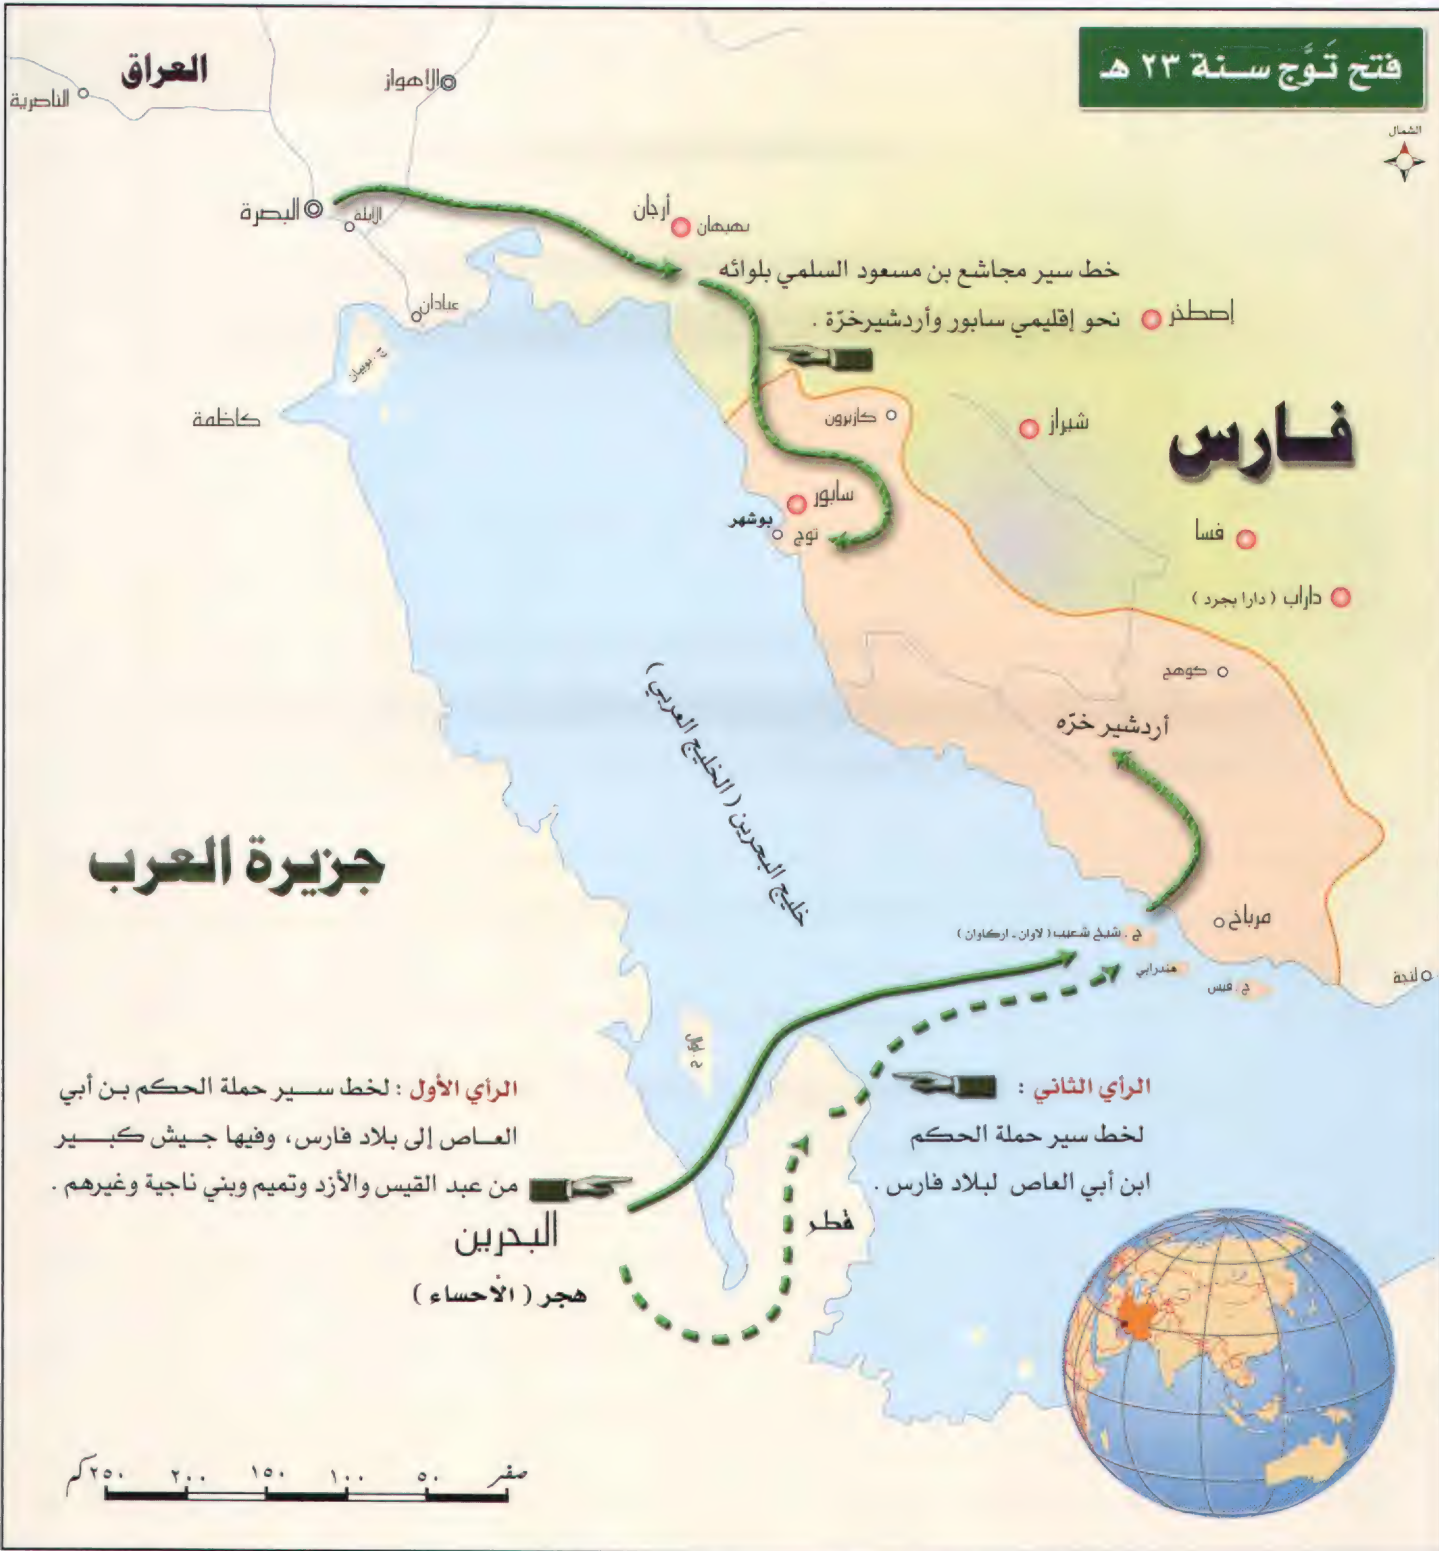 فتح تَوَّج سنة ٢٣ هـ
الشمال
العراق
الناصرية
الاهواز
البصرة
الابلة
عبادان
أرجان
بهبهان
خط سير مجاشع بن مسعود السلمي بلوائه
نحو إقليمي سابور وأردشيرخرّة .
إصطخر
ج . بوبيان
كاظمة
كازرون
شيراز
فارس
سابور
بوشهر
توج
فسا
داراب ( دارا بجرد )
كوهج
أردشير خرّه
خليج البحرين ( الخليج العربي )
جزيرة العرب
مرباخ
ج . شيخ شعيب ( لاوان - اركاوان )
هندرابي
ج . قيس
لنجة
ج . أوال
الرأي الأول : لخط سير حملة الحكم بن أبي
العاص إلى بلاد فارس، وفيها جيش كبير
من عبد القيس والأزد وتميم وبني ناجية وغيرهم .
الرأي الثاني :
لخط سير حملة الحكم
ابن أبي العاص لبلاد فارس .
قطر
البحرين
هجر ( الأحساء )
صفر ٥٠ ١٠٠ ١٥٠ ٢٠٠ ٢٥٠ كم